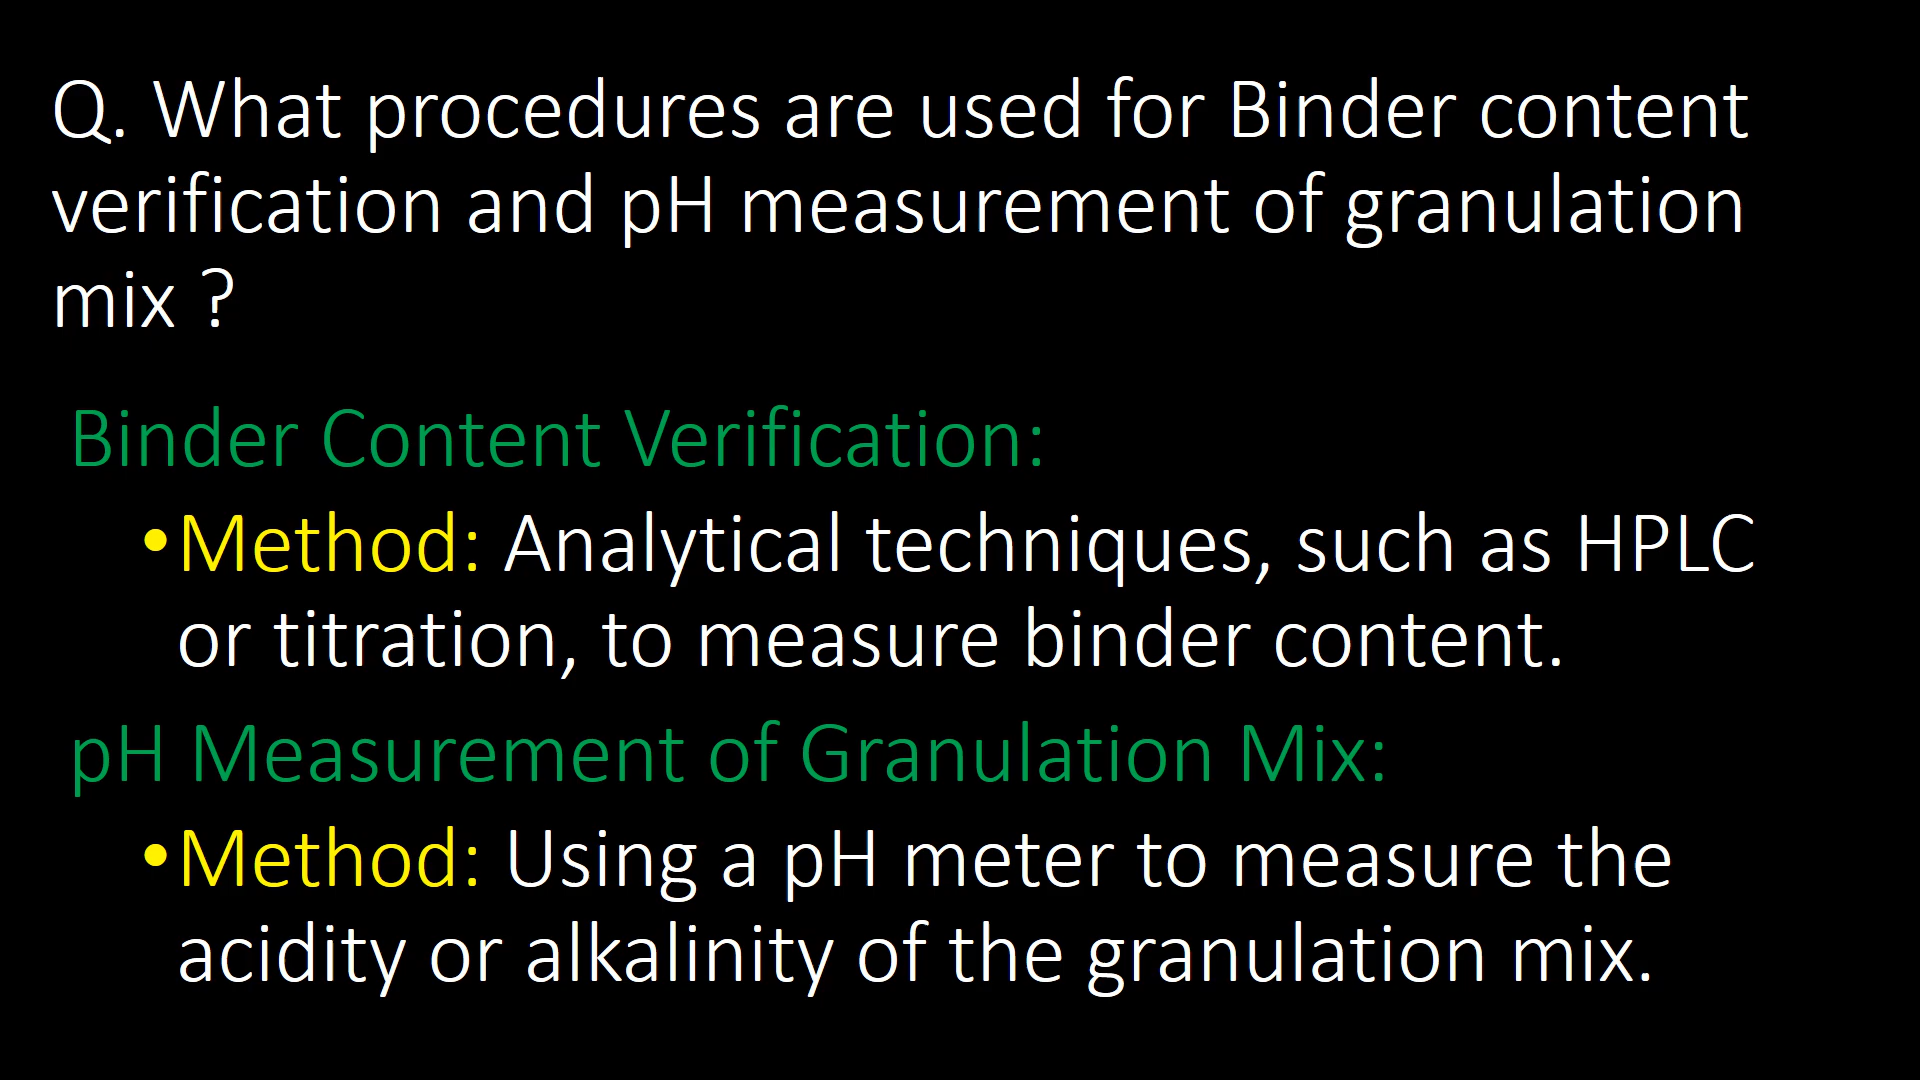 Q. What procedures are used for Binder content
verification and pH measurement of granulation
mix ?
Binder Content Verification:
•Method: Analytical techniques, such as HPLC
or titration, to measure binder content.
pH Measurement of Granulation Mix:
•Method: Using a pH meter to measure the
acidity or alkalinity of the granulation mix.